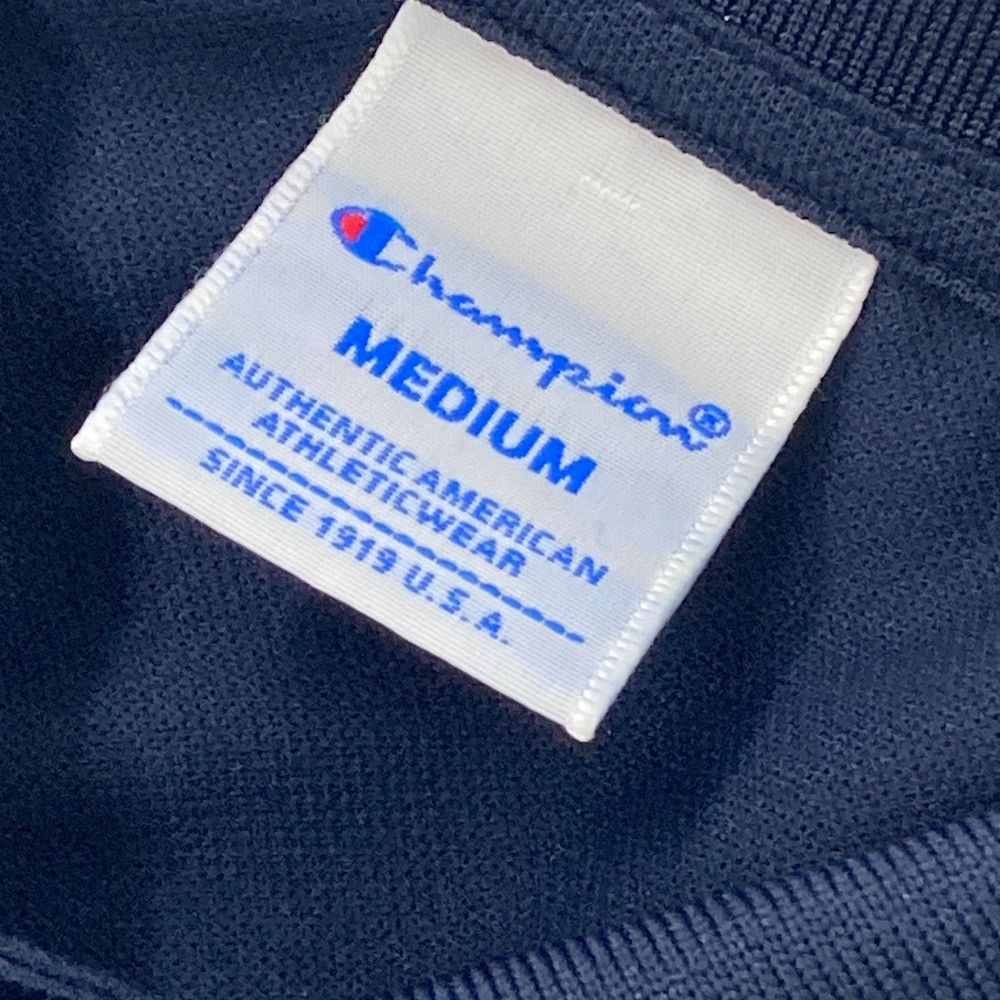 Champion®
MEDIUM
AUTHENTIC AMERICAN
ATHLETICWEAR
SINCE 1919 U.S.A.